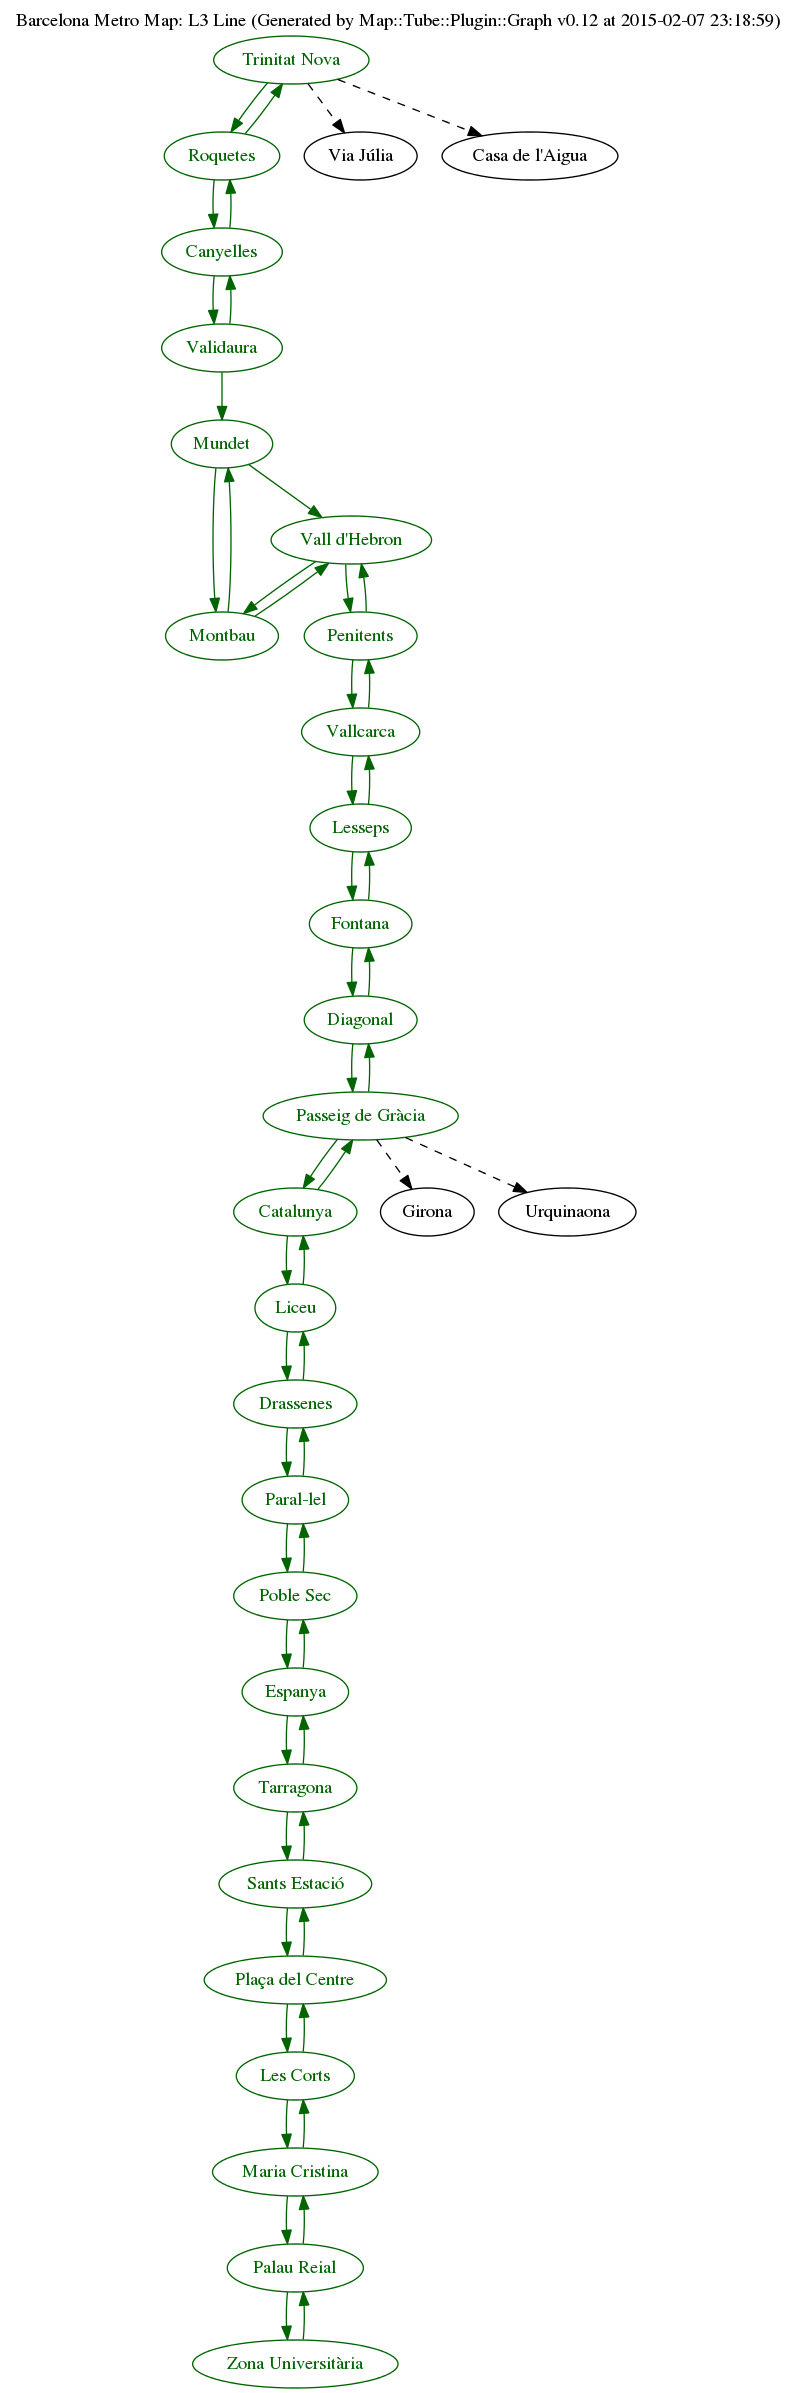 Barcelona Metro Map: L3 Line (Generated by Map::Tube::Plugin::Graph v0.12 at 2015-02-07 23:18:59)
Trinitat Nova
Roquetes
Via Júlia
Casa de l'Aigua
Canyelles
Validaura
Mundet
Vall d'Hebron
Montbau
Penitents
Vallcarca
Lesseps
Fontana
Diagonal
Passeig de Gràcia
Catalunya
Girona
Urquinaona
Liceu
Drassenes
Paral-lel
Poble Sec
Espanya
Tarragona
Sants Estació
Plaça del Centre
Les Corts
Maria Cristina
Palau Reial
Zona Universitària